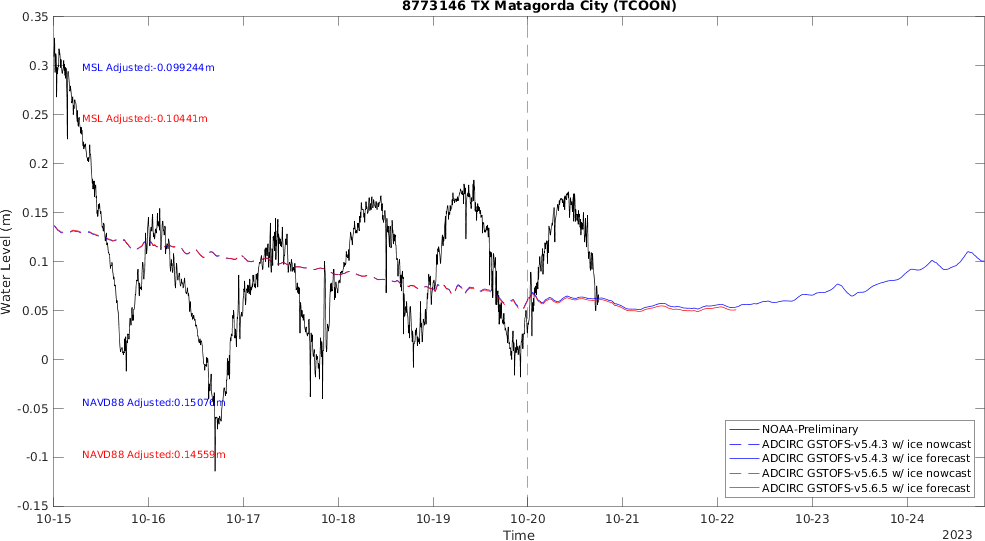 8773146 TX Matagorda City (TCOON)
0.35
0.3
0.25
0.2
0.15
0.1
0.05
0
-0.05
-0.1
-0.15
Water Level (m)
MSL Adjusted:-0.099244m
MSL Adjusted:-0.10441m
NAVD88 Adjusted:0.15076m
NAVD88 Adjusted:0.14559m
NOAA-Preliminary
ADCIRC GSTOFS-v5.4.3 w/ ice nowcast
ADCIRC GSTOFS-v5.4.3 w/ ice forecast
ADCIRC GSTOFS-v5.6.5 w/ ice nowcast
ADCIRC GSTOFS-v5.6.5 w/ ice forecast
10-15 10-16 10-17 10-18 10-19 10-20 10-21 10-22 10-23 10-24
Time
2023